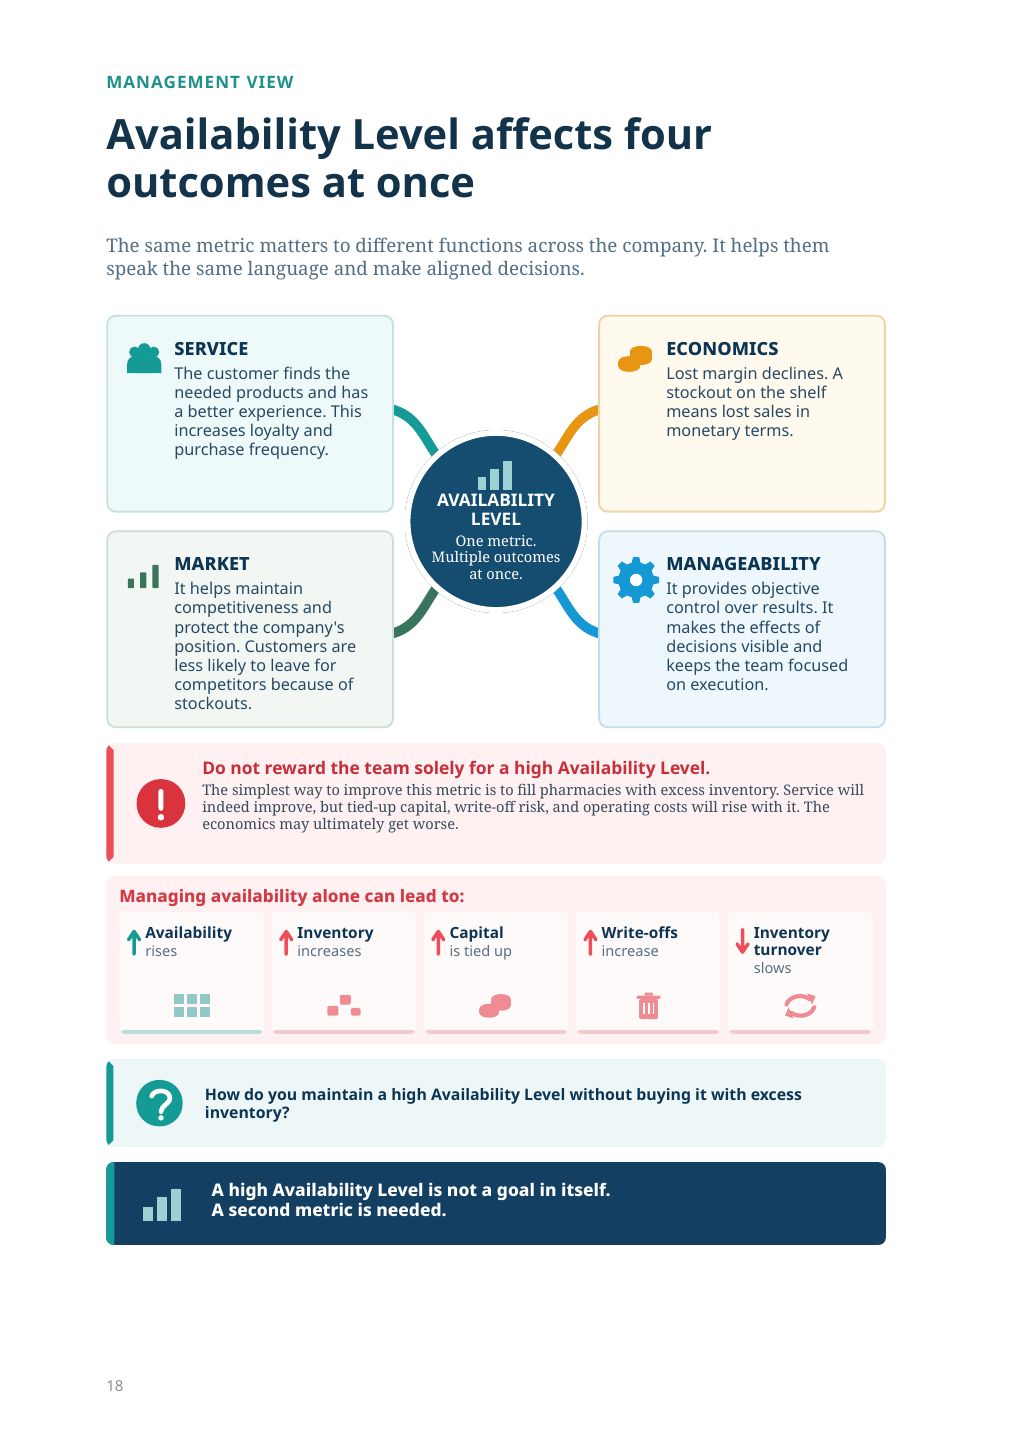 MANAGEMENT VIEW
Availability Level affects four
outcomes at once
The same metric matters to different functions across the company. It helps them
speak the same language and make aligned decisions.
SERVICE
The customer finds the
needed products and has
a better experience. This
increases loyalty and
purchase frequency.
ECONOMICS
Lost margin declines. A
stockout on the shelf
means lost sales in
monetary terms.
AVAILABILITY
LEVEL
One metric.
Multiple outcomes
at once.
MARKET
It helps maintain
competitiveness and
protect the company's
position. Customers are
less likely to leave for
competitors because of
stockouts.
MANAGEABILITY
It provides objective
control over results. It
makes the effects of
decisions visible and
keeps the team focused
on execution.
Do not reward the team solely for a high Availability Level.
The simplest way to improve this metric is to fill pharmacies with excess inventory. Service will
indeed improve, but tied-up capital, write-off risk, and operating costs will rise with it. The
economics may ultimately get worse.
Managing availability alone can lead to:
Availability
rises
Inventory
increases
Capital
is tied up
Write-offs
increase
Inventory
turnover
slows
How do you maintain a high Availability Level without buying it with excess
inventory?
A high Availability Level is not a goal in itself.
A second metric is needed.
18